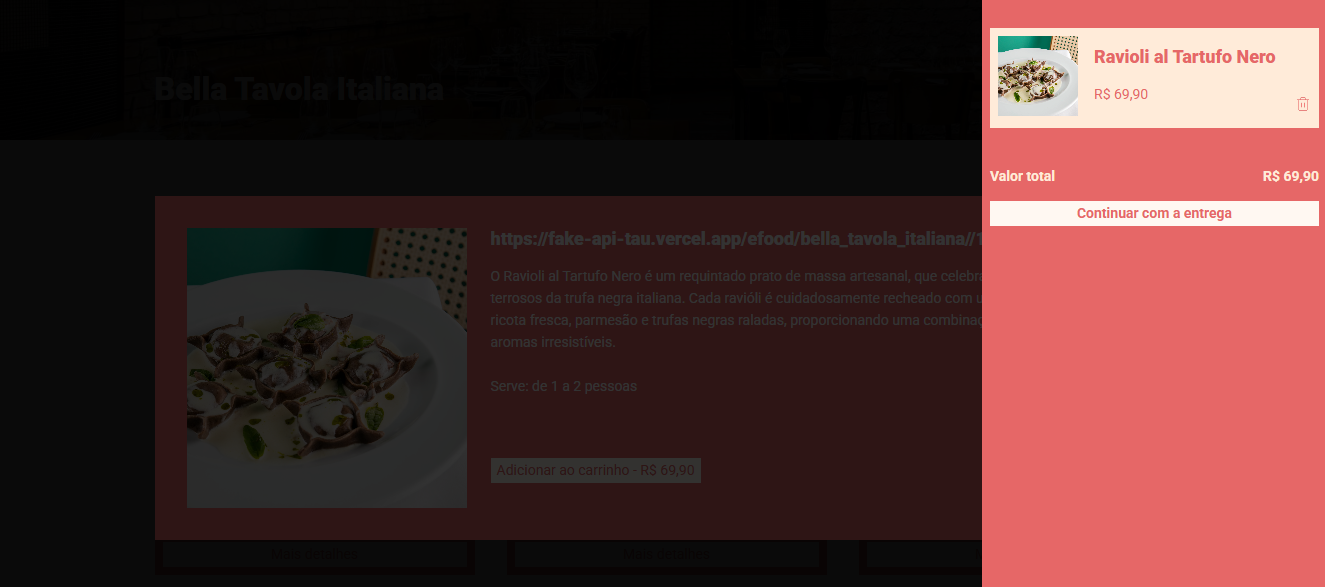 Bella Tavola Italiana
https://fake-api-tau.vercel.app/efood/bella_tavola_italiana//1
O Ravioli al Tartufo Nero é um requintado prato de massa artesanal, que celebra
terrosos da trufa negra italiana. Cada ravióli é cuidadosamente recheado com u
ricota fresca, parmesão e trufas negras raladas, proporcionando uma combinaç
aromas irresistíveis.
Serve: de 1 a 2 pessoas
Adicionar ao carrinho - R$ 69,90
Mais detalhes
Mais detalhes
Ravioli al Tartufo Nero
R$ 69,90
Valor total R$ 69,90
Continuar com a entrega